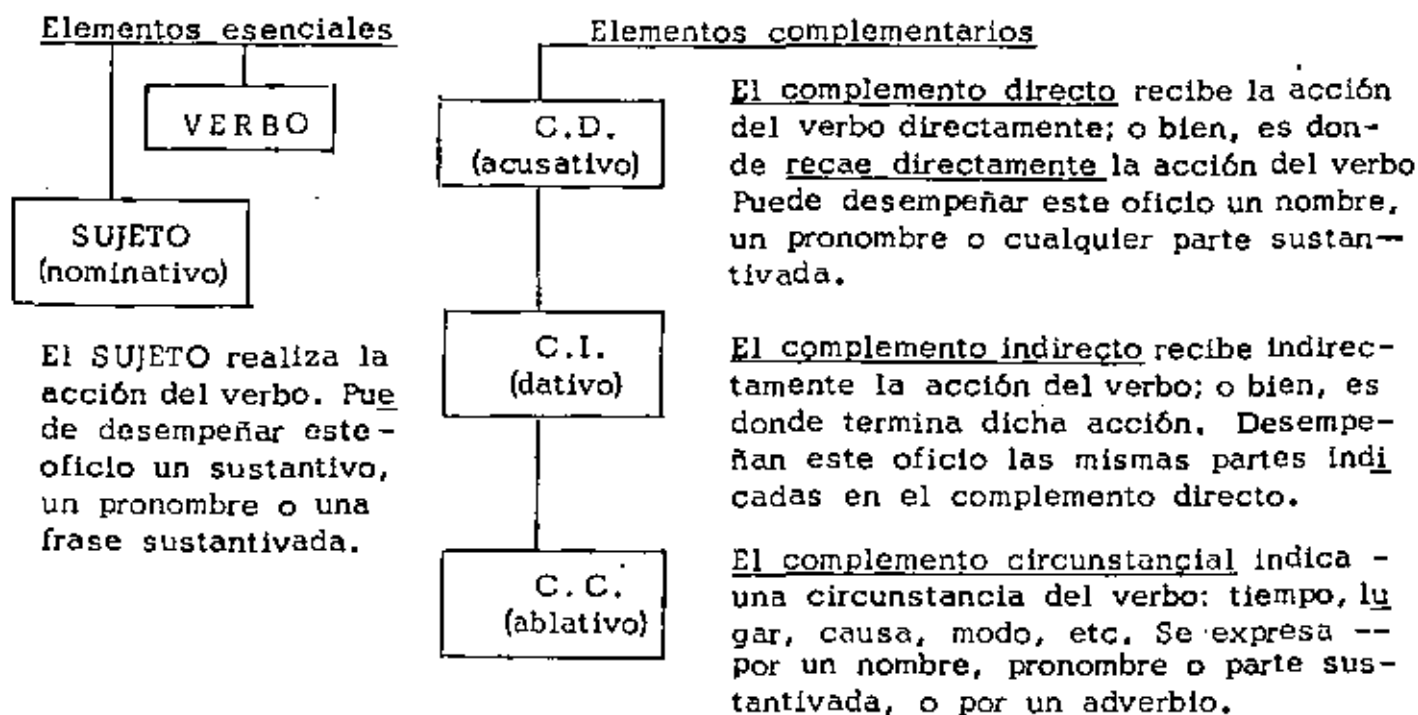 Elementos esenciales
VERBO
SUJETO
(nominativo)
El SUJETO realiza la
acción del verbo. Pue
de desempeñar este-
oficio un sustantivo,
un pronombre o una
frase sustantivada.
Elementos complementarios
C.D.
(acusativo)
El complemento directo recibe la acción
del verbo directamente; o bien, es don-
de recae directamente la acción del verbo
Puede desempeñar este oficio un nombre,
un pronombre o cualquier parte sustan--
tivada.
C.I.
(dativo)
El complemento indirecto recibe indirec-
tamente la acción del verbo; o bien, es
donde termina dicha acción. Desempe-
ñan este oficio las mismas partes indi
cadas en el complemento directo.
C.C.
(ablativo)
El complemento circunstancial indica -
una circunstancia del verbo: tiempo, lu
gar, causa, modo, etc. Se expresa --
por un nombre, pronombre o parte sus-
tantivada, o por un adverbio.